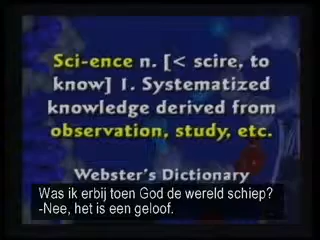 Sci-ence n. [< scire, to
know] 1. Systematized
knowledge derived from
observation, study, etc.
Webster's Dictionary
Was ik erbij toen God de wereld schiep?
-Nee, het is een geloof.